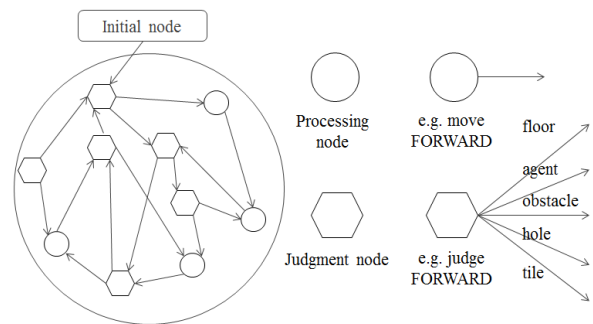 Initial node
Processing
node
e.g. move
FORWARD
floor
agent
obstacle
hole
tile
Judgment node
e.g. judge
FORWARD